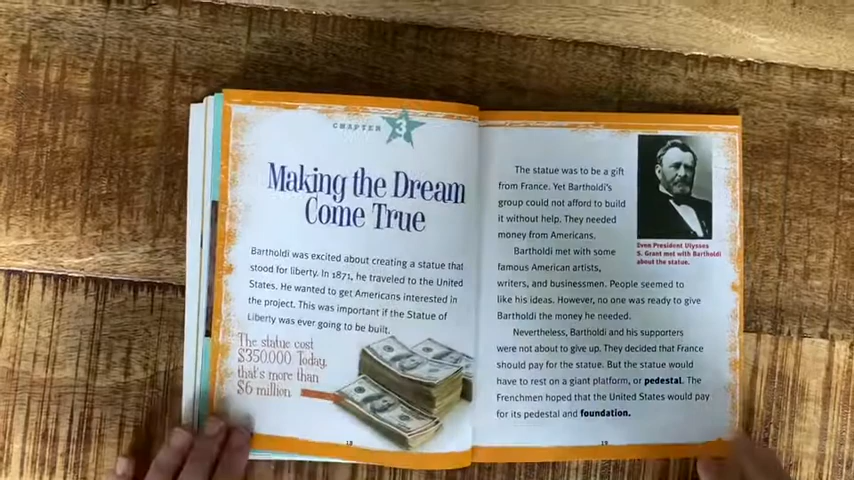 CHAPTER 3
Making the Dream
Come True
Bartholdi was excited about creating a statue that
stood for liberty. In 1871, he traveled to the United
States. He wanted to get Americans interested in
the project. This was important if the Statue of
Liberty was ever going to be built.
The statue cost
$350,000. Today,
that's more than
$6 million.
18
The statue was to be a gift
from France. Yet Bartholdi's
group could not afford to build
it without help. They needed
money from Americans.
Bartholdi met with some
famous American artists,
writers, and businessmen. People seemed to
like his ideas. However, no one was ready to give
Bartholdi the money he needed.
Nevertheless, Bartholdi and his supporters
were not about to give up. They decided that France
should pay for the statue. But the statue would
have to rest on a giant platform, or pedestal. The
Frenchmen hoped that the United States would pay
for its pedestal and foundation.
Even President Ulysses
S. Grant met with Bartholdi
about the statue.
19